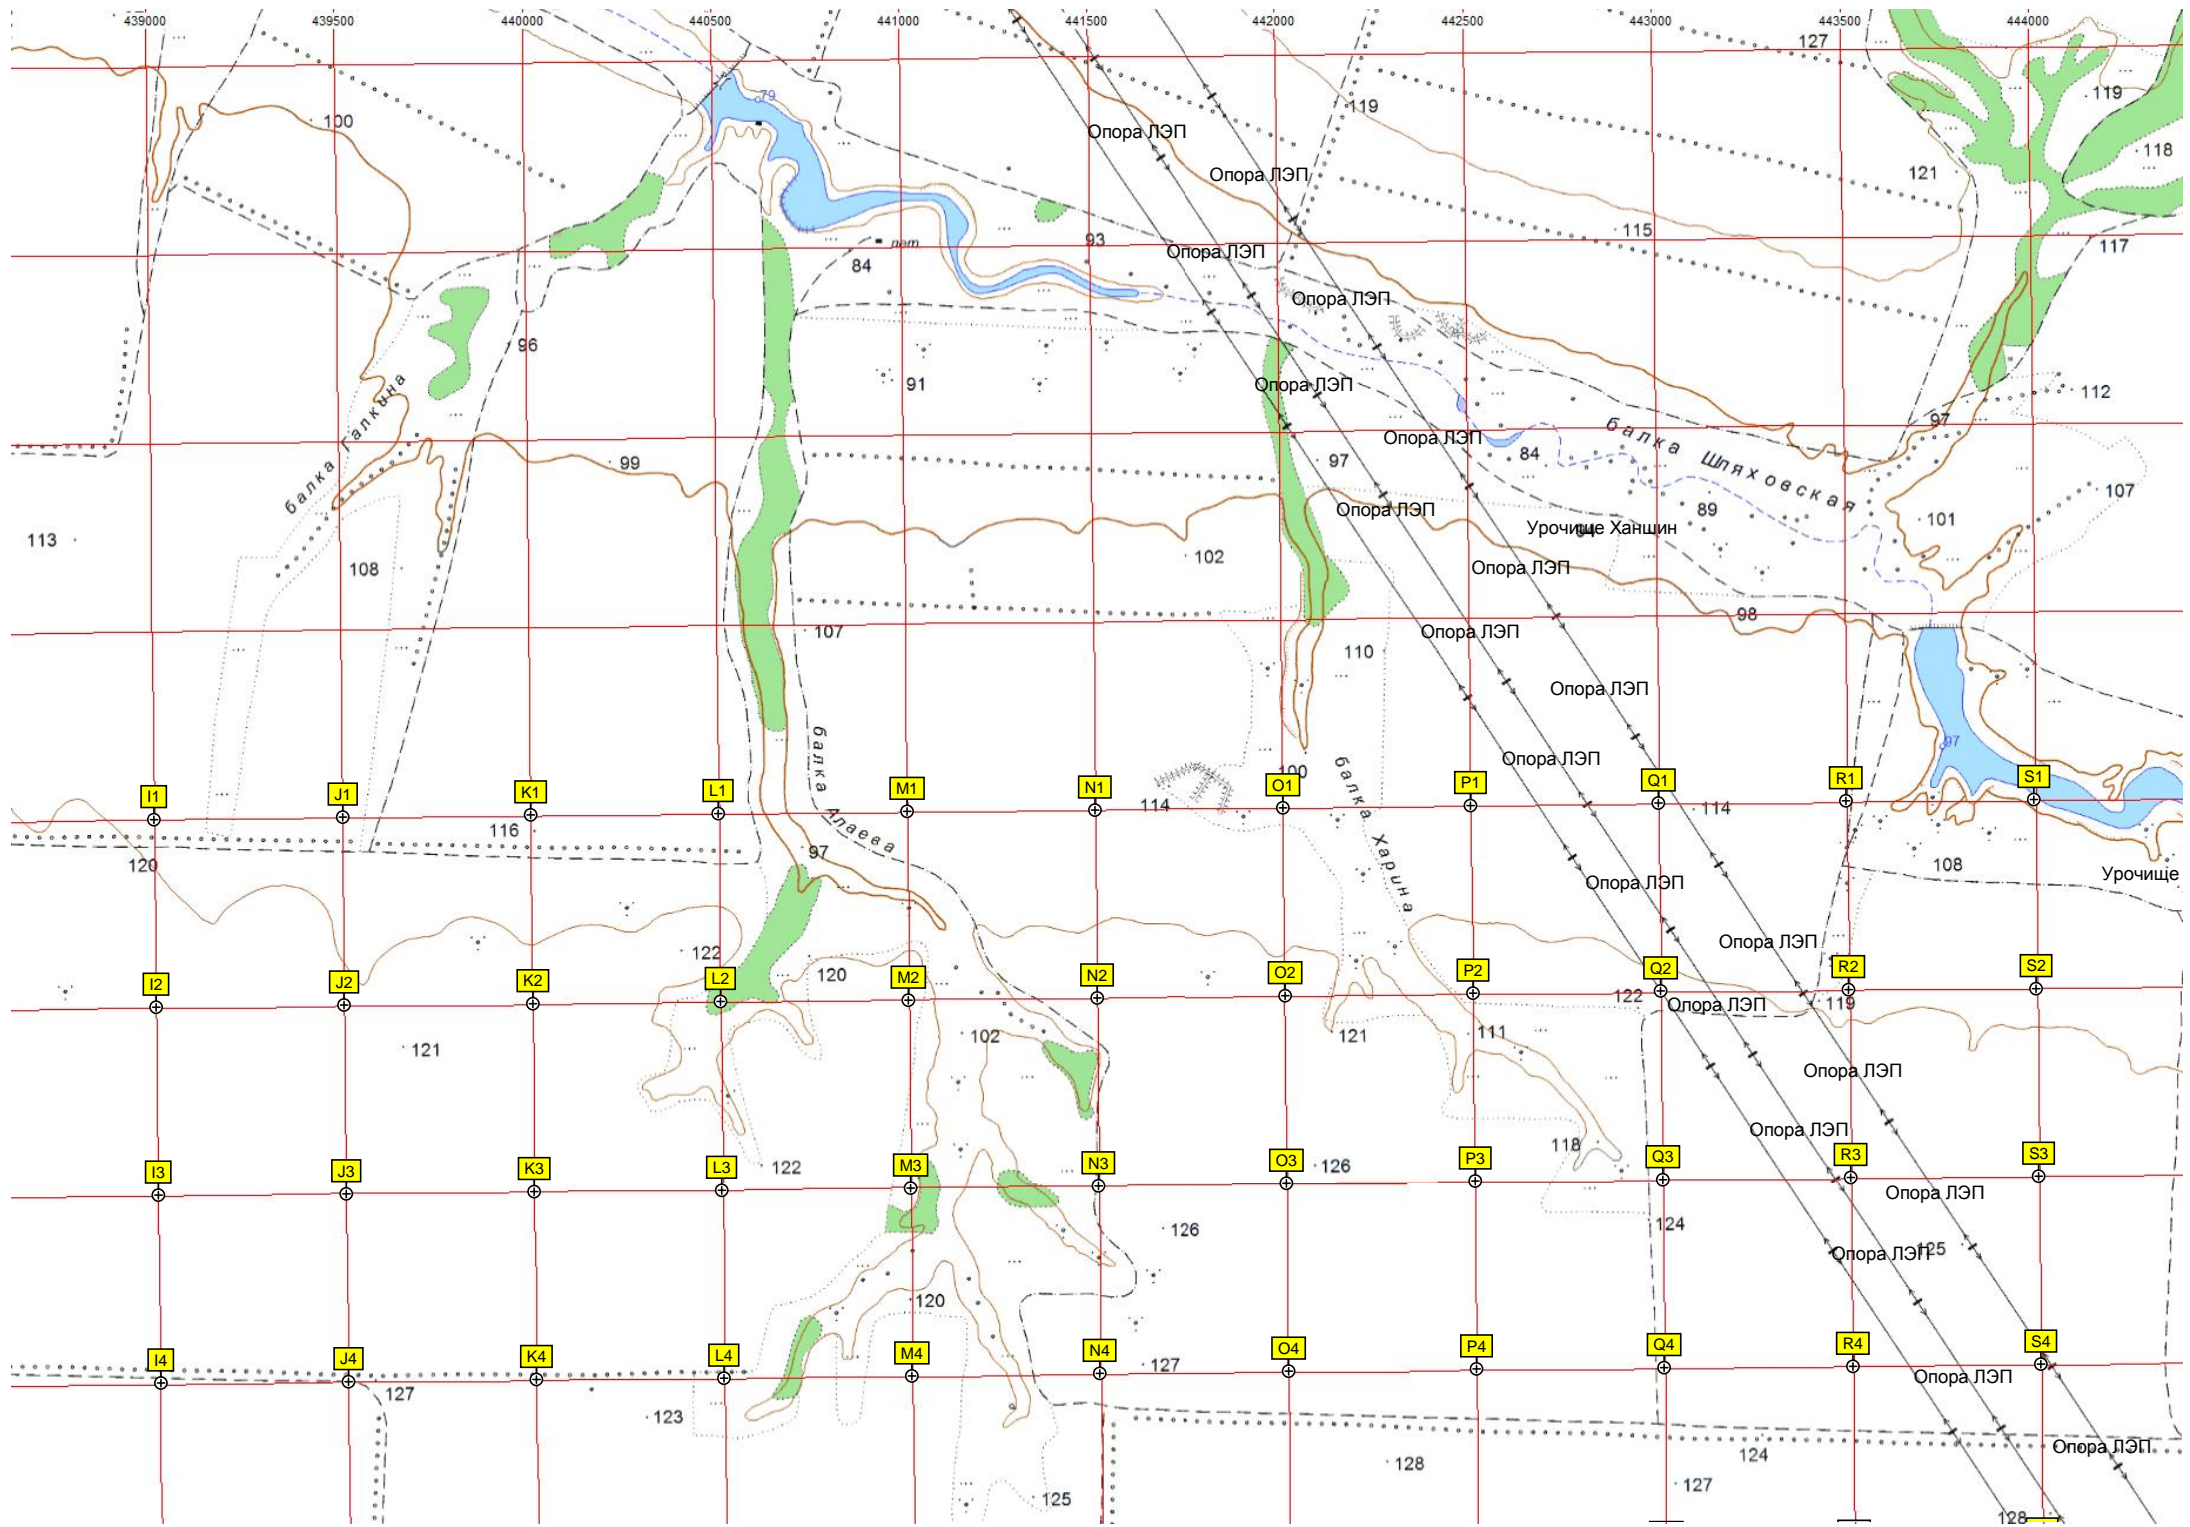 439000 439500 440000 440500 441000 441500 442000 442500 443000 443500 444000
127
79
119
119
100
Опора ЛЭП
118
Опора ЛЭП
121
115
93
117
84
Опора ЛЭП
Опора ЛЭП
96
91
Опора ЛЭП
112
балка Галкина
97
балка Шляховская
Опора ЛЭП
84
99
97
107
Опора ЛЭП
89
101
Урочище Ханшин
113
102
108
Опора ЛЭП
98
107
Опора ЛЭП
110
Опора ЛЭП
97
балка Алаева
Опора ЛЭП
балка Харина
100
I1 J1 K1 L1 M1 N1 O1 P1 Q1 R1 S1
114
114
116
97
120
108
Урочище
Опора ЛЭП
122
Опора ЛЭП
120
I2 J2 K2 L2 M2 N2 O2 P2 Q2 R2 S2
122
119
Опора ЛЭП
102
121
111
121
Опора ЛЭП
Опора ЛЭП
118
I3 J3 K3 L3 M3 N3 O3 P3 Q3 R3 S3
122
126
Опора ЛЭП
126
124
Опора ЛЭП
125
120
I4 J4 K4 L4 M4 N4 O4 P4 Q4 R4 S4
127
Опора ЛЭП
127
123
124
Опора ЛЭП
128
127
125
128